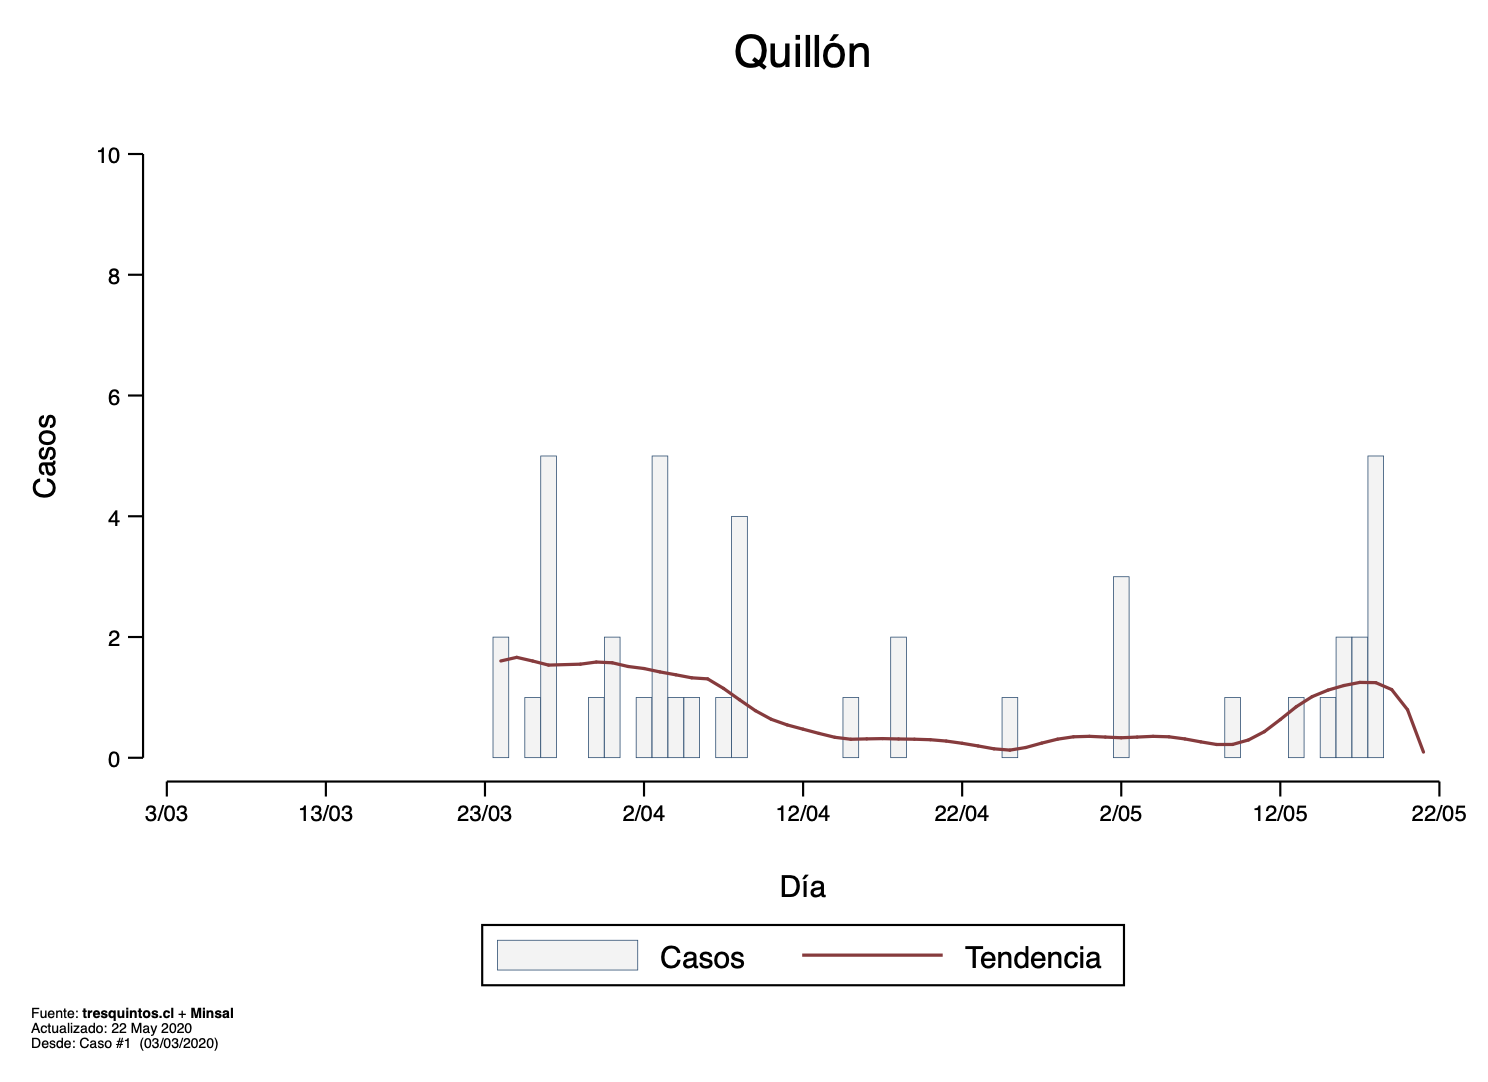 Quillón
10
8
6
4
2
0
Casos
3/03 13/03 23/03 2/04 12/04 22/04 2/05 12/05 22/05
Día
Casos Tendencia
Fuente: tresquintos.cl + Minsal
Actualizado: 22 May 2020
Desde: Caso #1 (03/03/2020)